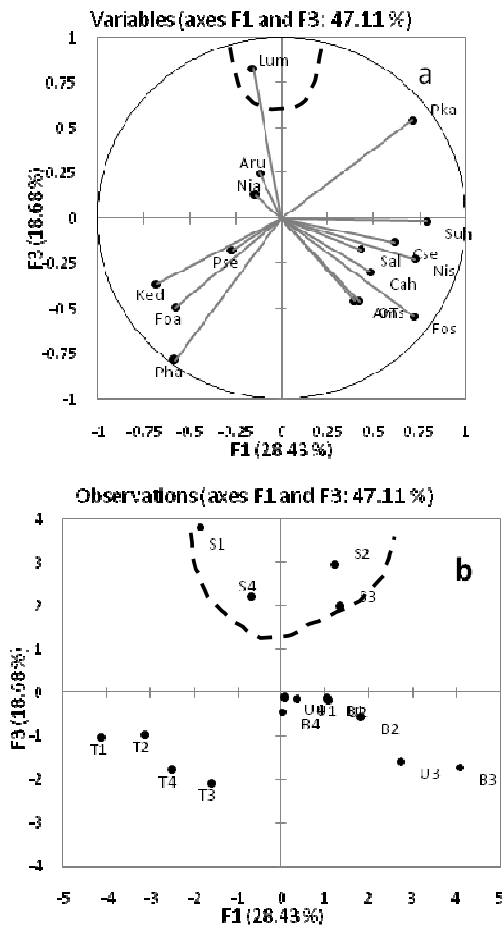 Variables (axes F1 and F3: 47.11 %)
a
1
0.75
0.5
0.25
0
-0.25
-0.5
-0.75
-1
F3 (18.68%)
Lum
Pka
Aru
Nia
Suh
Pse
Sal
Cse
Nis
Ked
Cah
Foa
Fos
Pha
-1 -0.75 -0.5 -0.25 0 0.25 0.5 0.75 1
F1 (28.43 %)
Observations (axes F1 and F3: 47.11 %)
b
4
3
2
1
0
-1
-2
-3
-4
F3 (18.68%)
S1
S2
S4
S3
B4
B2
T1
T2
T4
T3
U3
B3
-5 -4 -3 -2 -1 0 1 2 3 4 5
F1 (28.43 %)